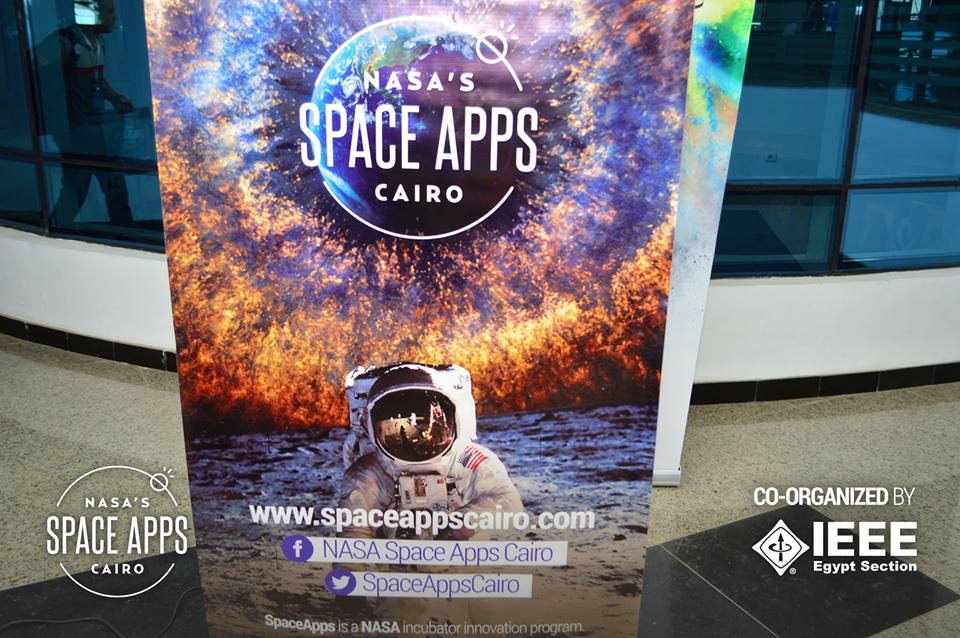 NASA'S
SPACE APPS
CAIRO
www.spaceappscairo.com
f NASA Space Apps Cairo
SpaceAppsCairo
SpaceApps is a NASA incubator innovation program.
NASA'S
SPACE APPS
CAIRO
CO-ORGANIZED BY
IEEE
Egypt Section